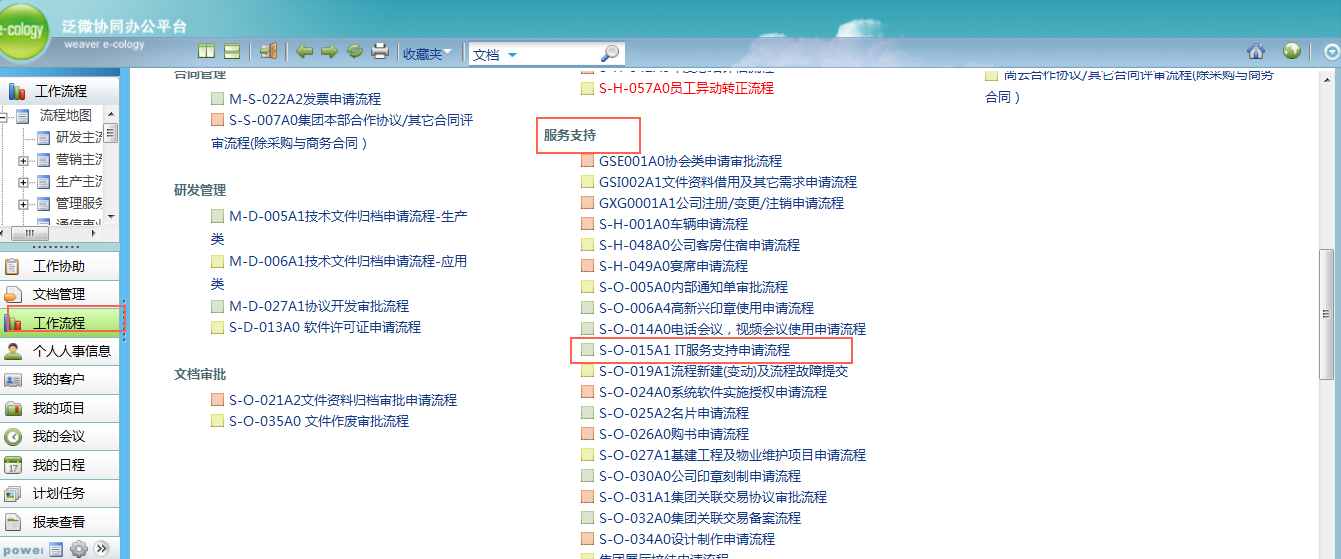 e-cology
泛微协同办公平台
weaver e-cology
收藏夹
文档
工作流程
流程地图
研发主流
营销主流
生产主流
管理服务
工作协助
文档管理
工作流程
个人人事信息
我的客户
我的项目
我的会议
我的日程
17
计划任务
报表查看
power
合同管理
M-S-022A2发票申请流程
S-S-007A0集团本部合作协议/其它合同评
审流程(除采购与商务合同）
研发管理
M-D-005A1技术文件归档申请流程-生产
类
M-D-006A1技术文件归档申请流程-应用
类
M-D-027A1协议开发审批流程
S-D-013A0 软件许可证申请流程
文档审批
S-O-021A2文件资料归档审批申请流程
S-O-035A0 文件作废审批流程
S-H-057A0员工异动转正流程
服务支持
GSE001A0协会类申请审批流程
GSI002A1文件资料借用及其它需求申请流程
GXG0001A1公司注册/变更/注销申请流程
S-H-001A0车辆申请流程
S-H-048A0公司客房住宿申请流程
S-H-049A0宴席申请流程
S-O-005A0内部通知单审批流程
S-O-006A4高新兴印章使用申请流程
S-O-014A0电话会议，视频会议使用申请流程
S-O-015A1 IT服务支持申请流程
S-O-019A1流程新建(变动)及流程故障提交
S-O-024A0系统软件实施授权申请流程
S-O-025A2名片申请流程
S-O-026A0购书申请流程
S-O-027A1基建工程及物业维护项目申请流程
S-O-030A0公司印章刻制申请流程
S-O-031A1集团关联交易协议审批流程
S-O-032A0集团关联交易备案流程
S-O-034A0设计制作申请流程
集团展厅接待申请流程
尚云合作协议/其它合同评审流程(除采购与商务
合同）